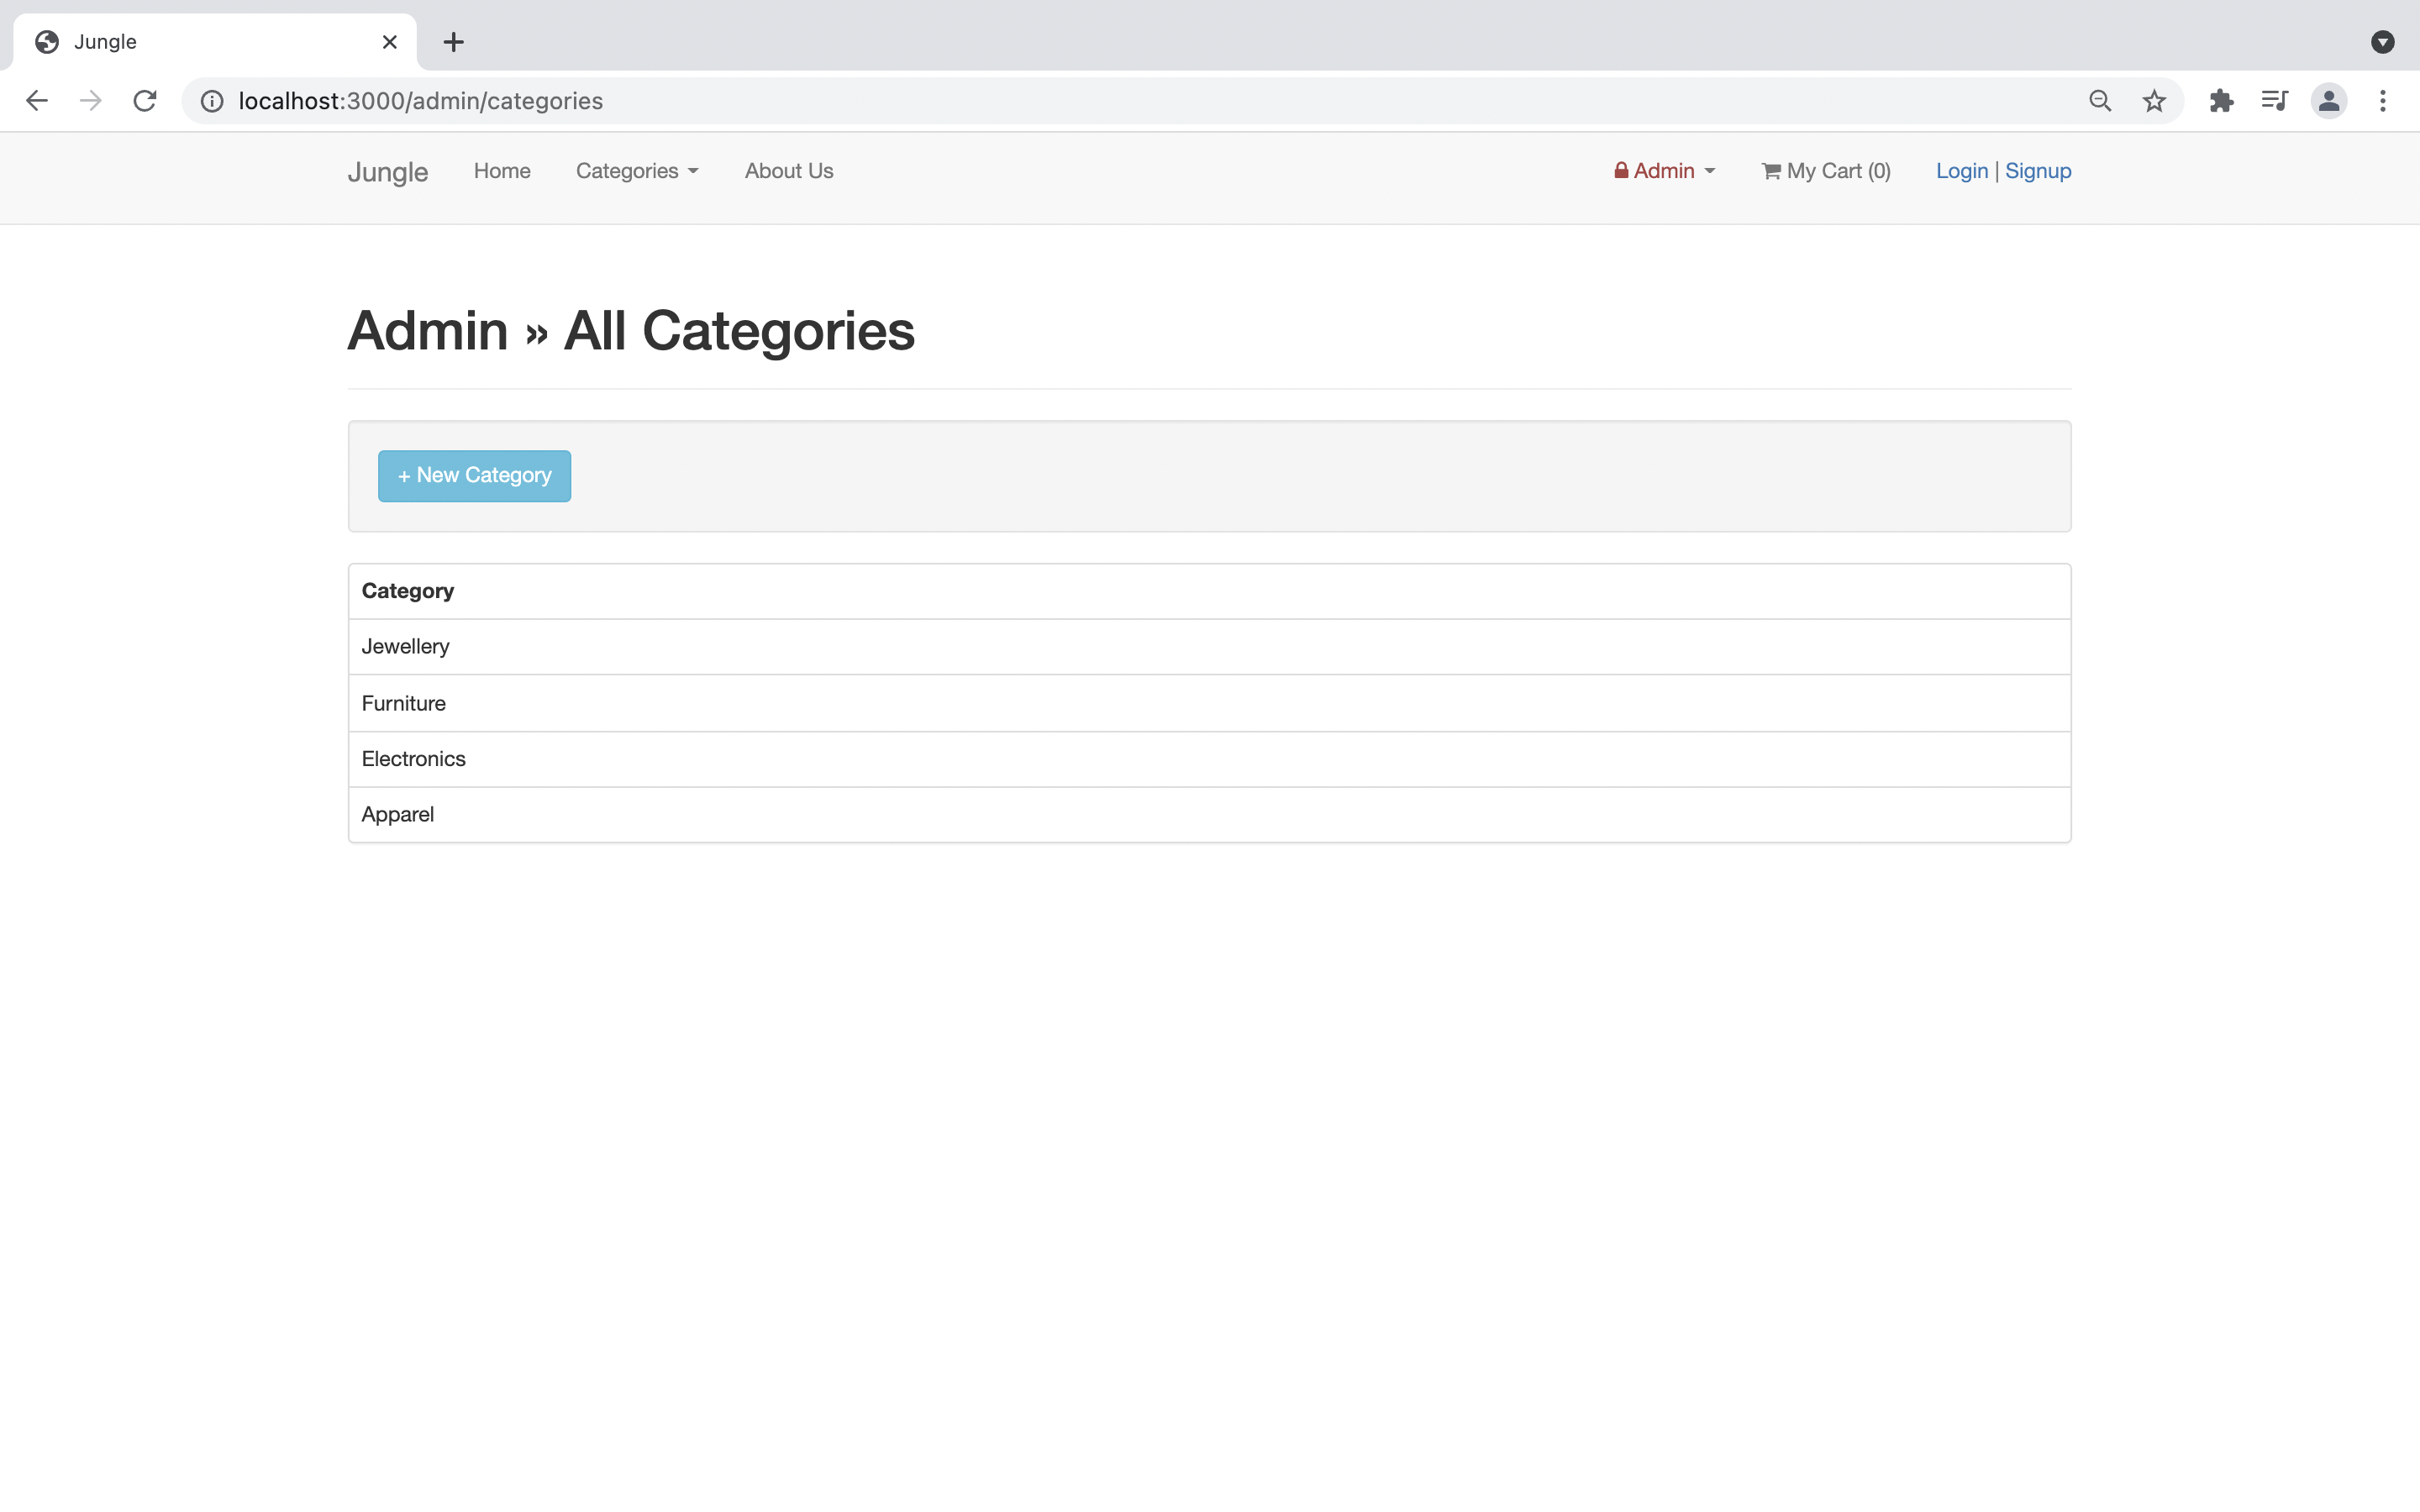 Jungle
localhost:3000/admin/categories
Jungle Home Categories About Us Admin My Cart (0) Login | Signup
Admin » All Categories
+ New Category
Category
Jewellery
Furniture
Electronics
Apparel